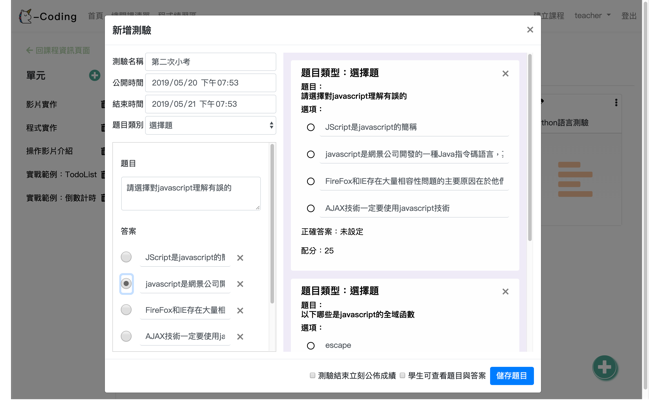 -Coding
首頁
建立課程
teacher
登出
新增測驗
×
回課程資訊頁面
單元
影片實作
程式實作
操作影片介紹
實戰範例：TodoList
實戰範例：倒數計時
測驗名稱 第二次小考
公開時間 2019/05/20 下午07:53
結束時間 2019/05/21 下午07:53
題目類別 選擇題
題目
請選擇對javascript理解有誤的
答案
JScript是javascript的
javascript是網景公司
FireFox和IE存在大量相
AJAX技術一定要使用ja
題目類型：選擇題
題目：
請選擇對javascript理解有誤的
選項：
JScript是javascript的簡稱
javascript是網景公司開發的一種Java指令碼語言，
FireFox和IE存在大量相容性問題的主要原因在於他
AJAX技術一定要使用javascript技術
正確答案：未設定
配分：25
題目類型：選擇題
題目：
以下哪些是javascript的全域函數
選項：
escape
thon語言測驗
測驗結束立刻公佈成績
學生可查看題目與答案
儲存題目